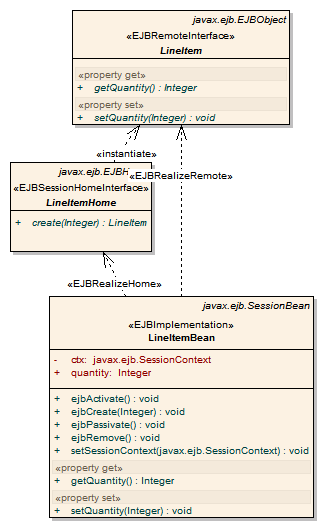 javax.ejb.EJBObject
«EJBRemoteInterface»
LineItem
«property get»
+ getQuantity() : Integer
«property set»
+ setQuantity(Integer) : void
«instantiate»
javax.ejb.EJBH
«EJBRealizeRemote»
«EJBSessionHomeInterface»
LineItemHome
+ create(Integer) : LineItem
«EJBRealizeHome»
javax.ejb.SessionBean
«EJBImplementation»
LineItemBean
- ctx: javax.ejb.SessionContext
+ quantity: Integer
+ ejbActivate() : void
+ ejbCreate(Integer) : void
+ ejbPassivate() : void
+ ejbRemove() : void
+ setSessionContext(javax.ejb.SessionContext) : void
«property get»
+ getQuantity() : Integer
«property set»
+ setQuantity(Integer) : void